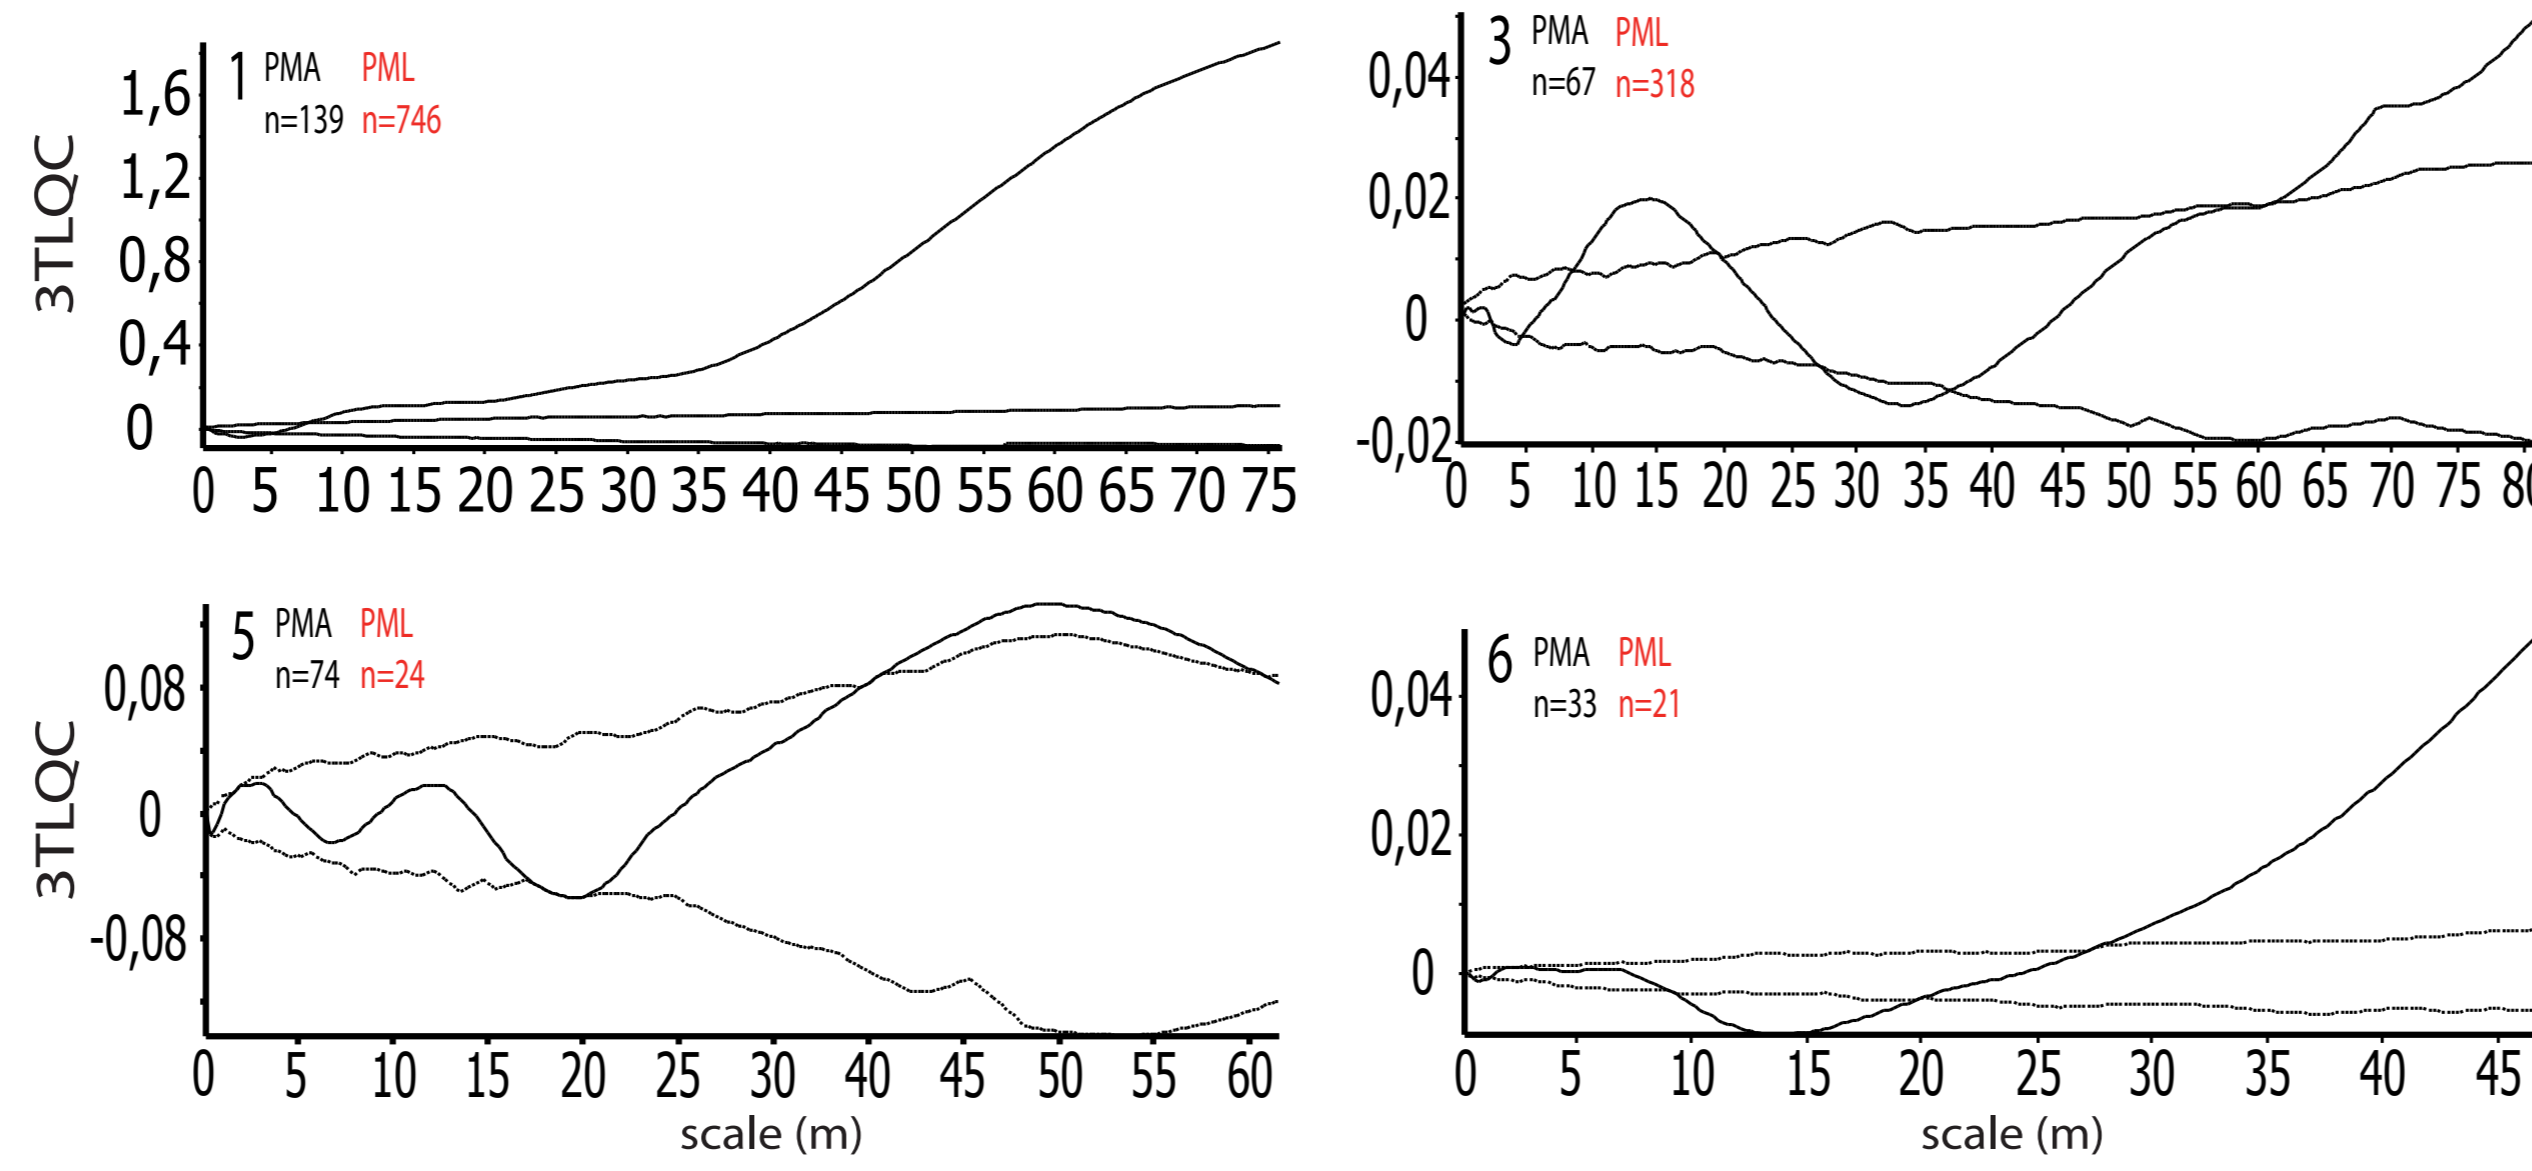 1 PMA PML
n=139 n=746
3TLQC
1,6
1,2
0,8
0,4
0
0 5 10 15 20 25 30 35 40 45 50 55 60 65 70 75
3 PMA PML
n=67 n=318
0,04
0,02
0
-0,02
0 5 10 15 20 25 30 35 40 45 50 55 60 65 70 75 80
5 PMA PML
n=74 n=24
3TLQC
0,08
0
-0,08
0 5 10 15 20 25 30 35 40 45 50 55 60
scale (m)
6 PMA PML
n=33 n=21
0,04
0,02
0
0 5 10 15 20 25 30 35 40 45
scale (m)